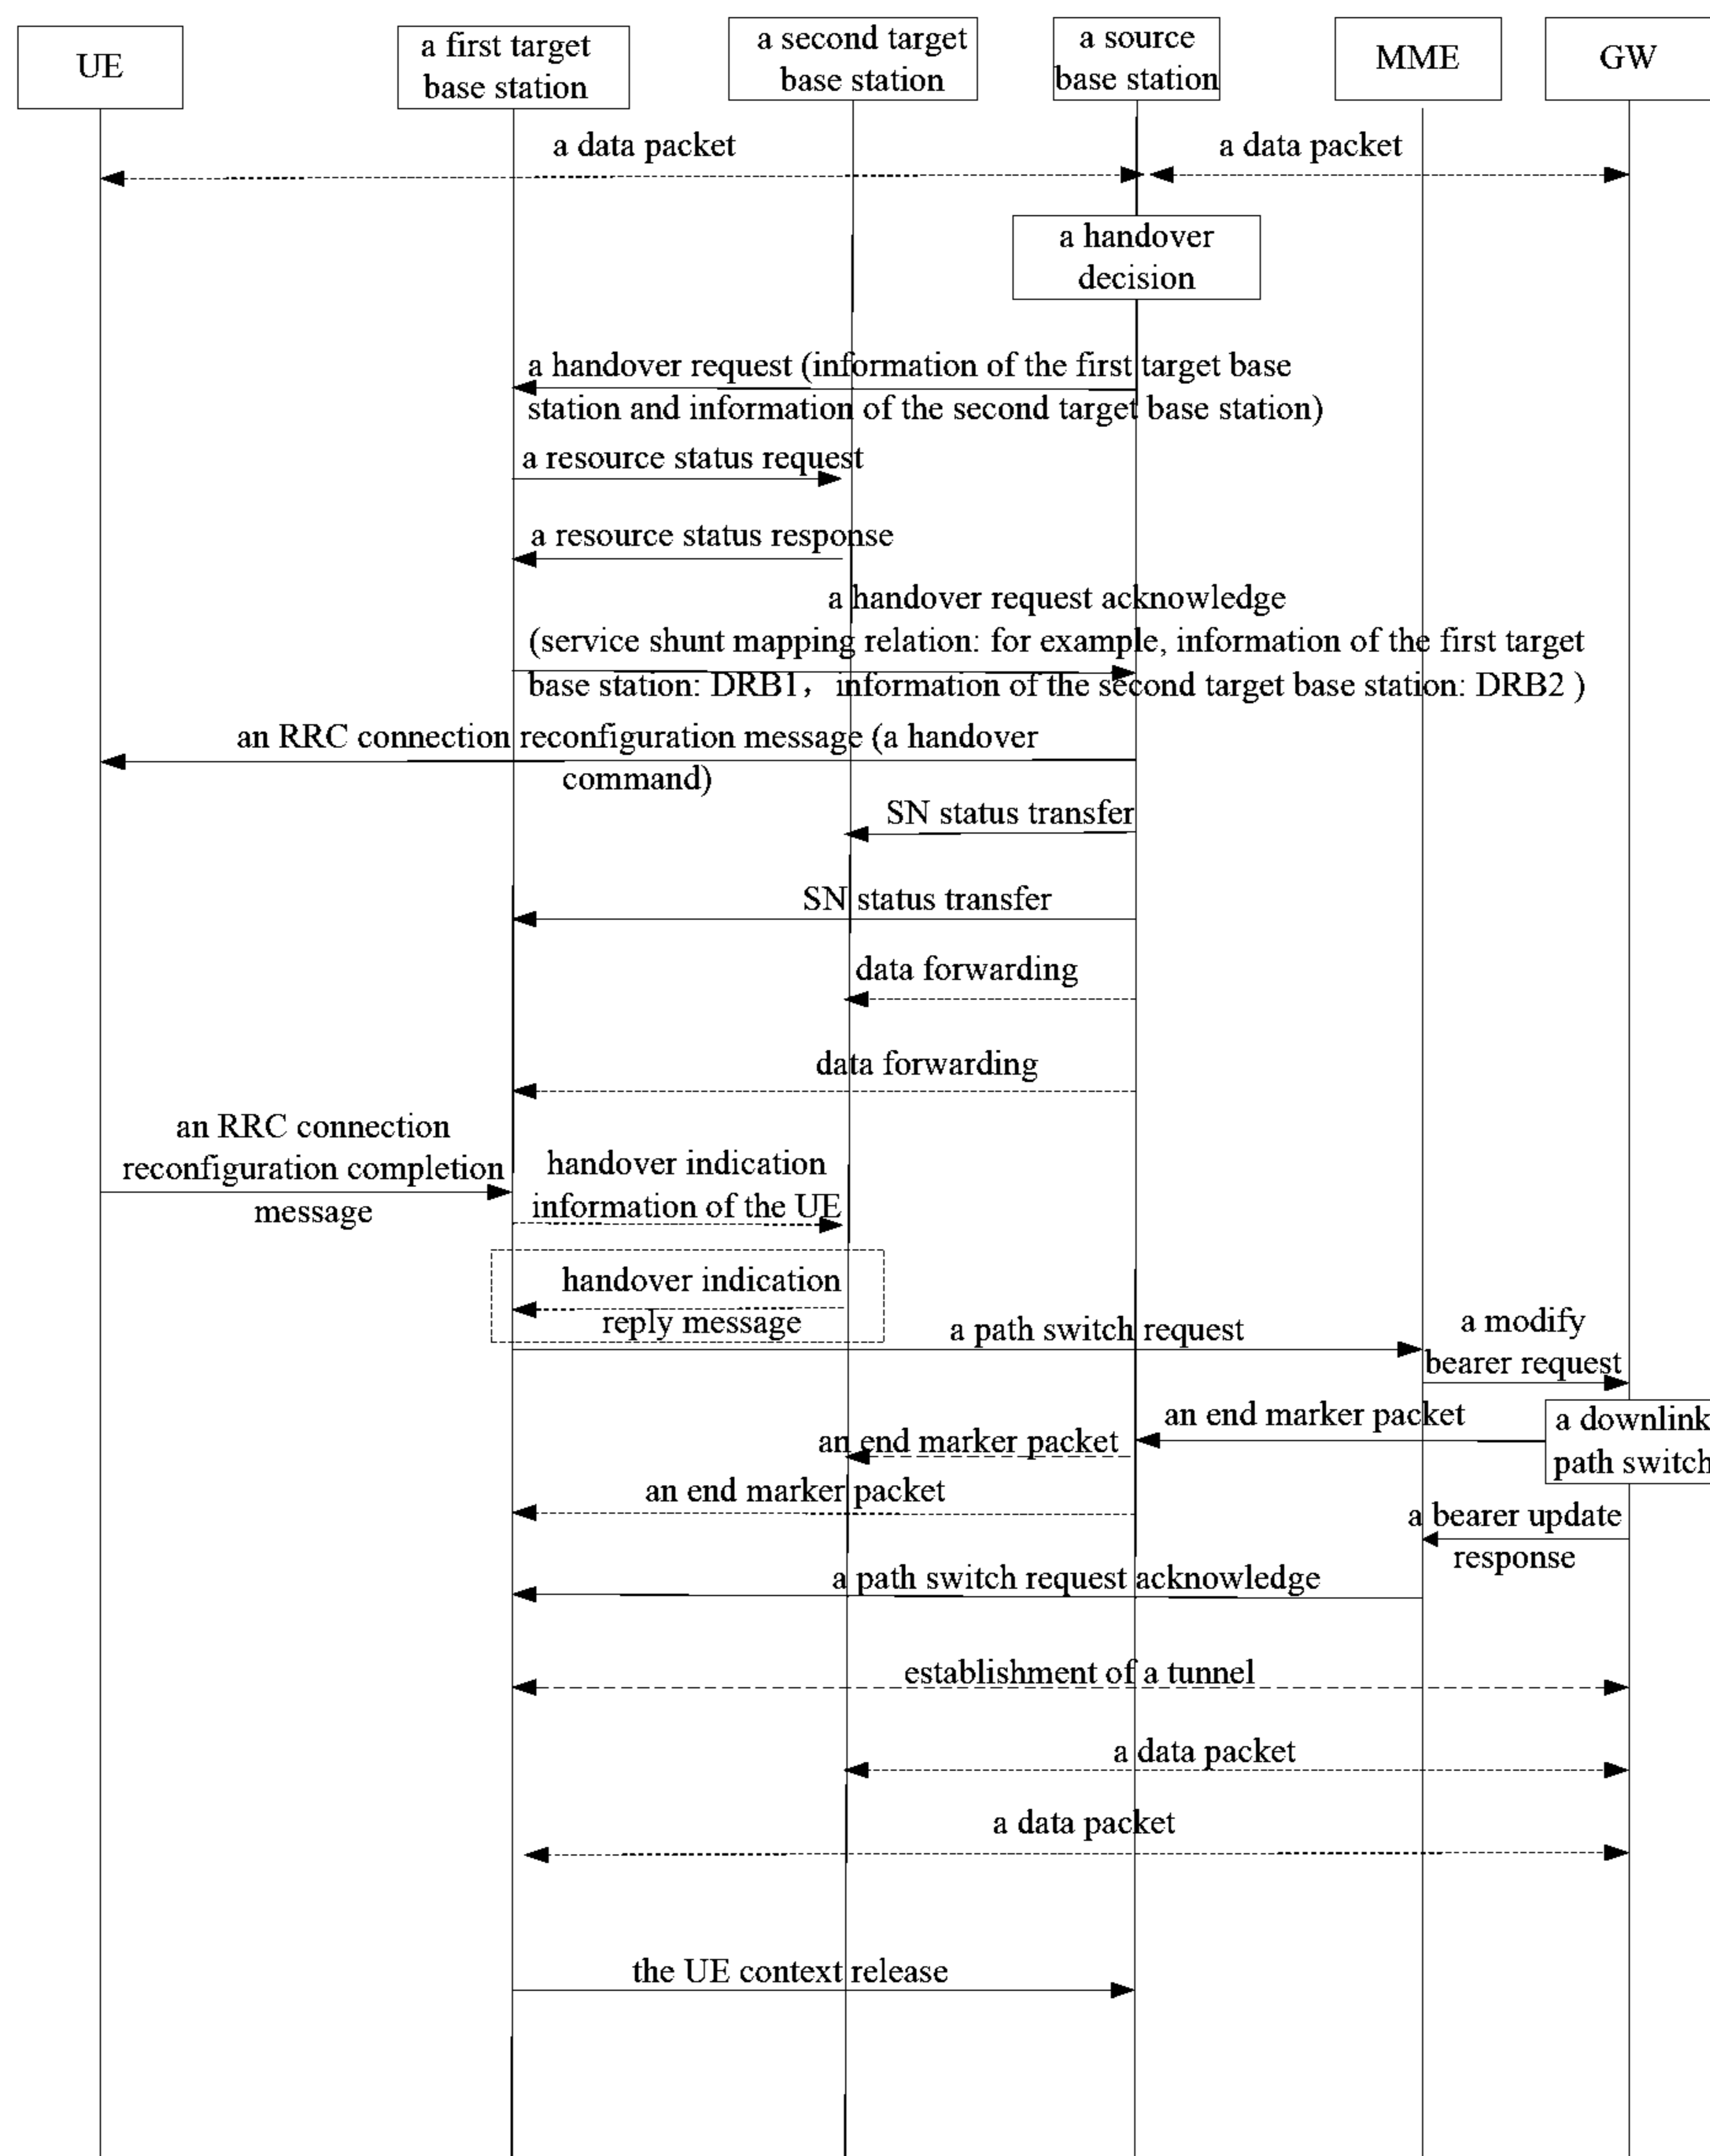 UE
a first target
base station
a second target
base station
a source
base station
MME
GW
a data packet
a data packet
a handover
decision
a handover request (information of the first target base
station and information of the second target base station)
a resource status request
a resource status response
a handover request acknowledge
(service shunt mapping relation: for example, information of the first target
base station: DRB1， information of the second target base station: DRB2 )
an RRC connection reconfiguration message (a handover
command)
SN status transfer
SN status transfer
data forwarding
data forwarding
an RRC connection
reconfiguration completion
message
handover indication
information of the UE
handover indication
reply message
a path switch request
a modify
bearer request
an end marker packet
a downlink
path switch
an end marker packet
an end marker packet
a bearer update
response
a path switch request acknowledge
establishment of a tunnel
a data packet
a data packet
the UE context release